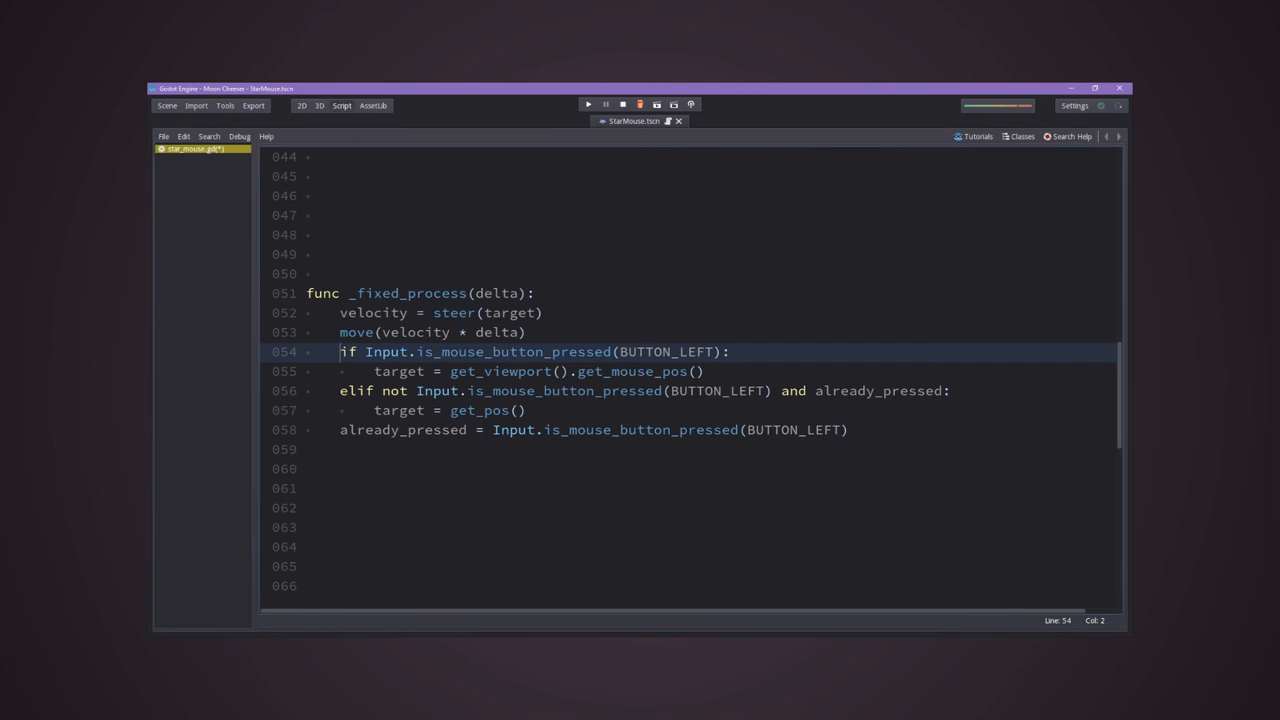 Godot Engine - Moon Cheeser - StarMouse.tscn
Scene Import Tools Export 2D 3D Script AssetLib Settings
StarMouse.tscn
File Edit Search Debug Help Tutorials Classes Search Help
star_mouse.gd(*)
044
045
046
047
048
049
050
051 func _fixed_process(delta):
052 velocity = steer(target)
053 move(velocity * delta)
054 if Input.is_mouse_button_pressed(BUTTON_LEFT):
055 target = get_viewport().get_mouse_pos()
056 elif not Input.is_mouse_button_pressed(BUTTON_LEFT) and already_pressed:
057 target = get_pos()
058 already_pressed = Input.is_mouse_button_pressed(BUTTON_LEFT)
059
060
061
062
063
064
065
066
Line: 54 Col: 2